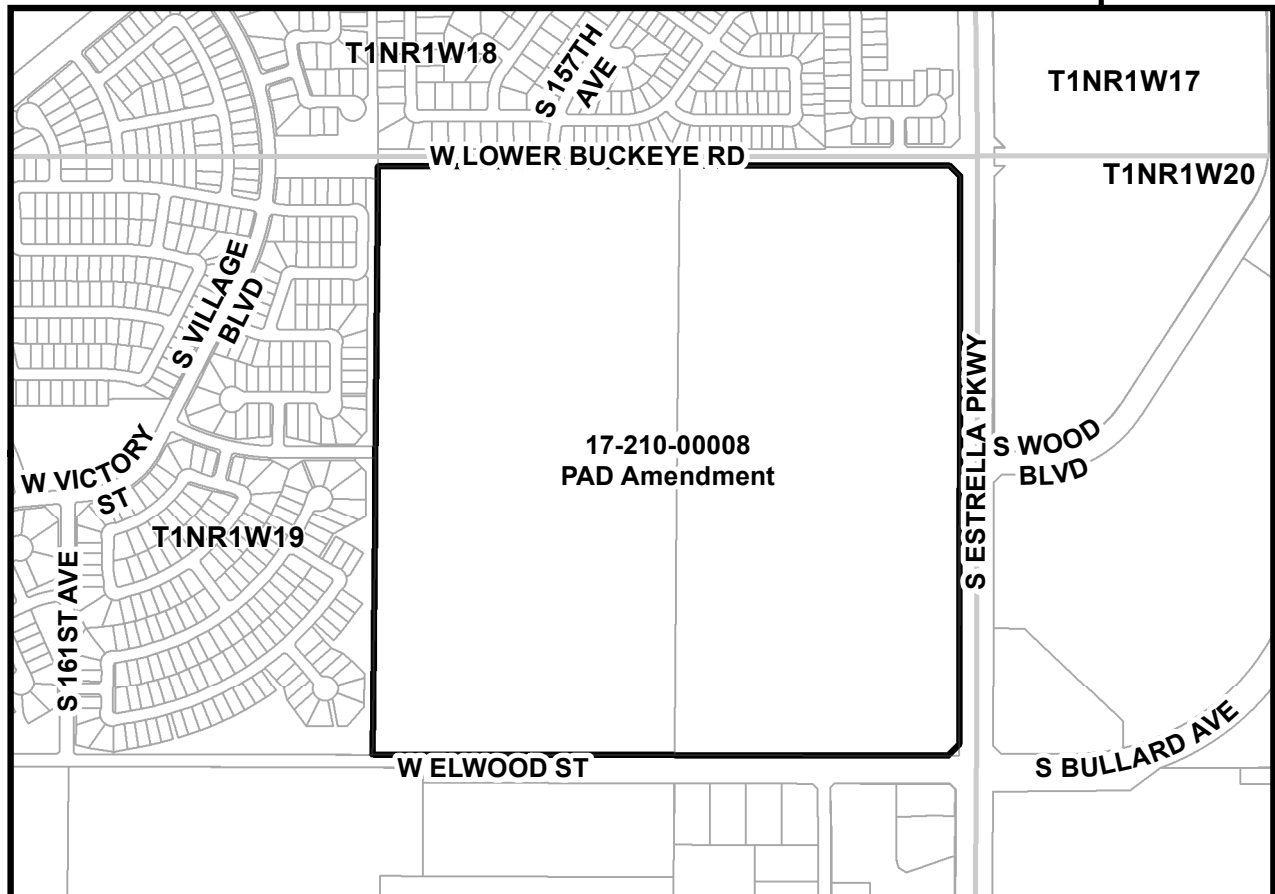 T1NR1W18
S 157TH
AVE
T1NR1W17
W LOWER BUCKEYE RD
T1NR1W20
S VILLAGE
BLVD
S ESTRELLA PKWY
17-210-00008
PAD Amendment
S WOOD
BLVD
W VICTORY
ST
T1NR1W19
S 161ST AVE
W ELWOOD ST
S BULLARD AVE